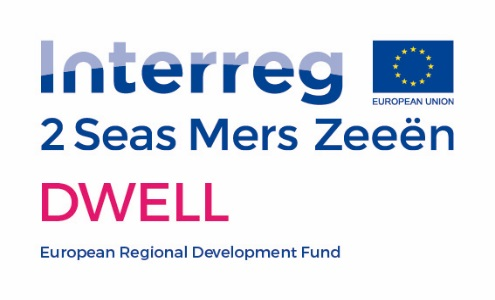 Interreg
EUROPEAN UNION
2 Seas Mers Zeeën
DWELL
European Regional Development Fund